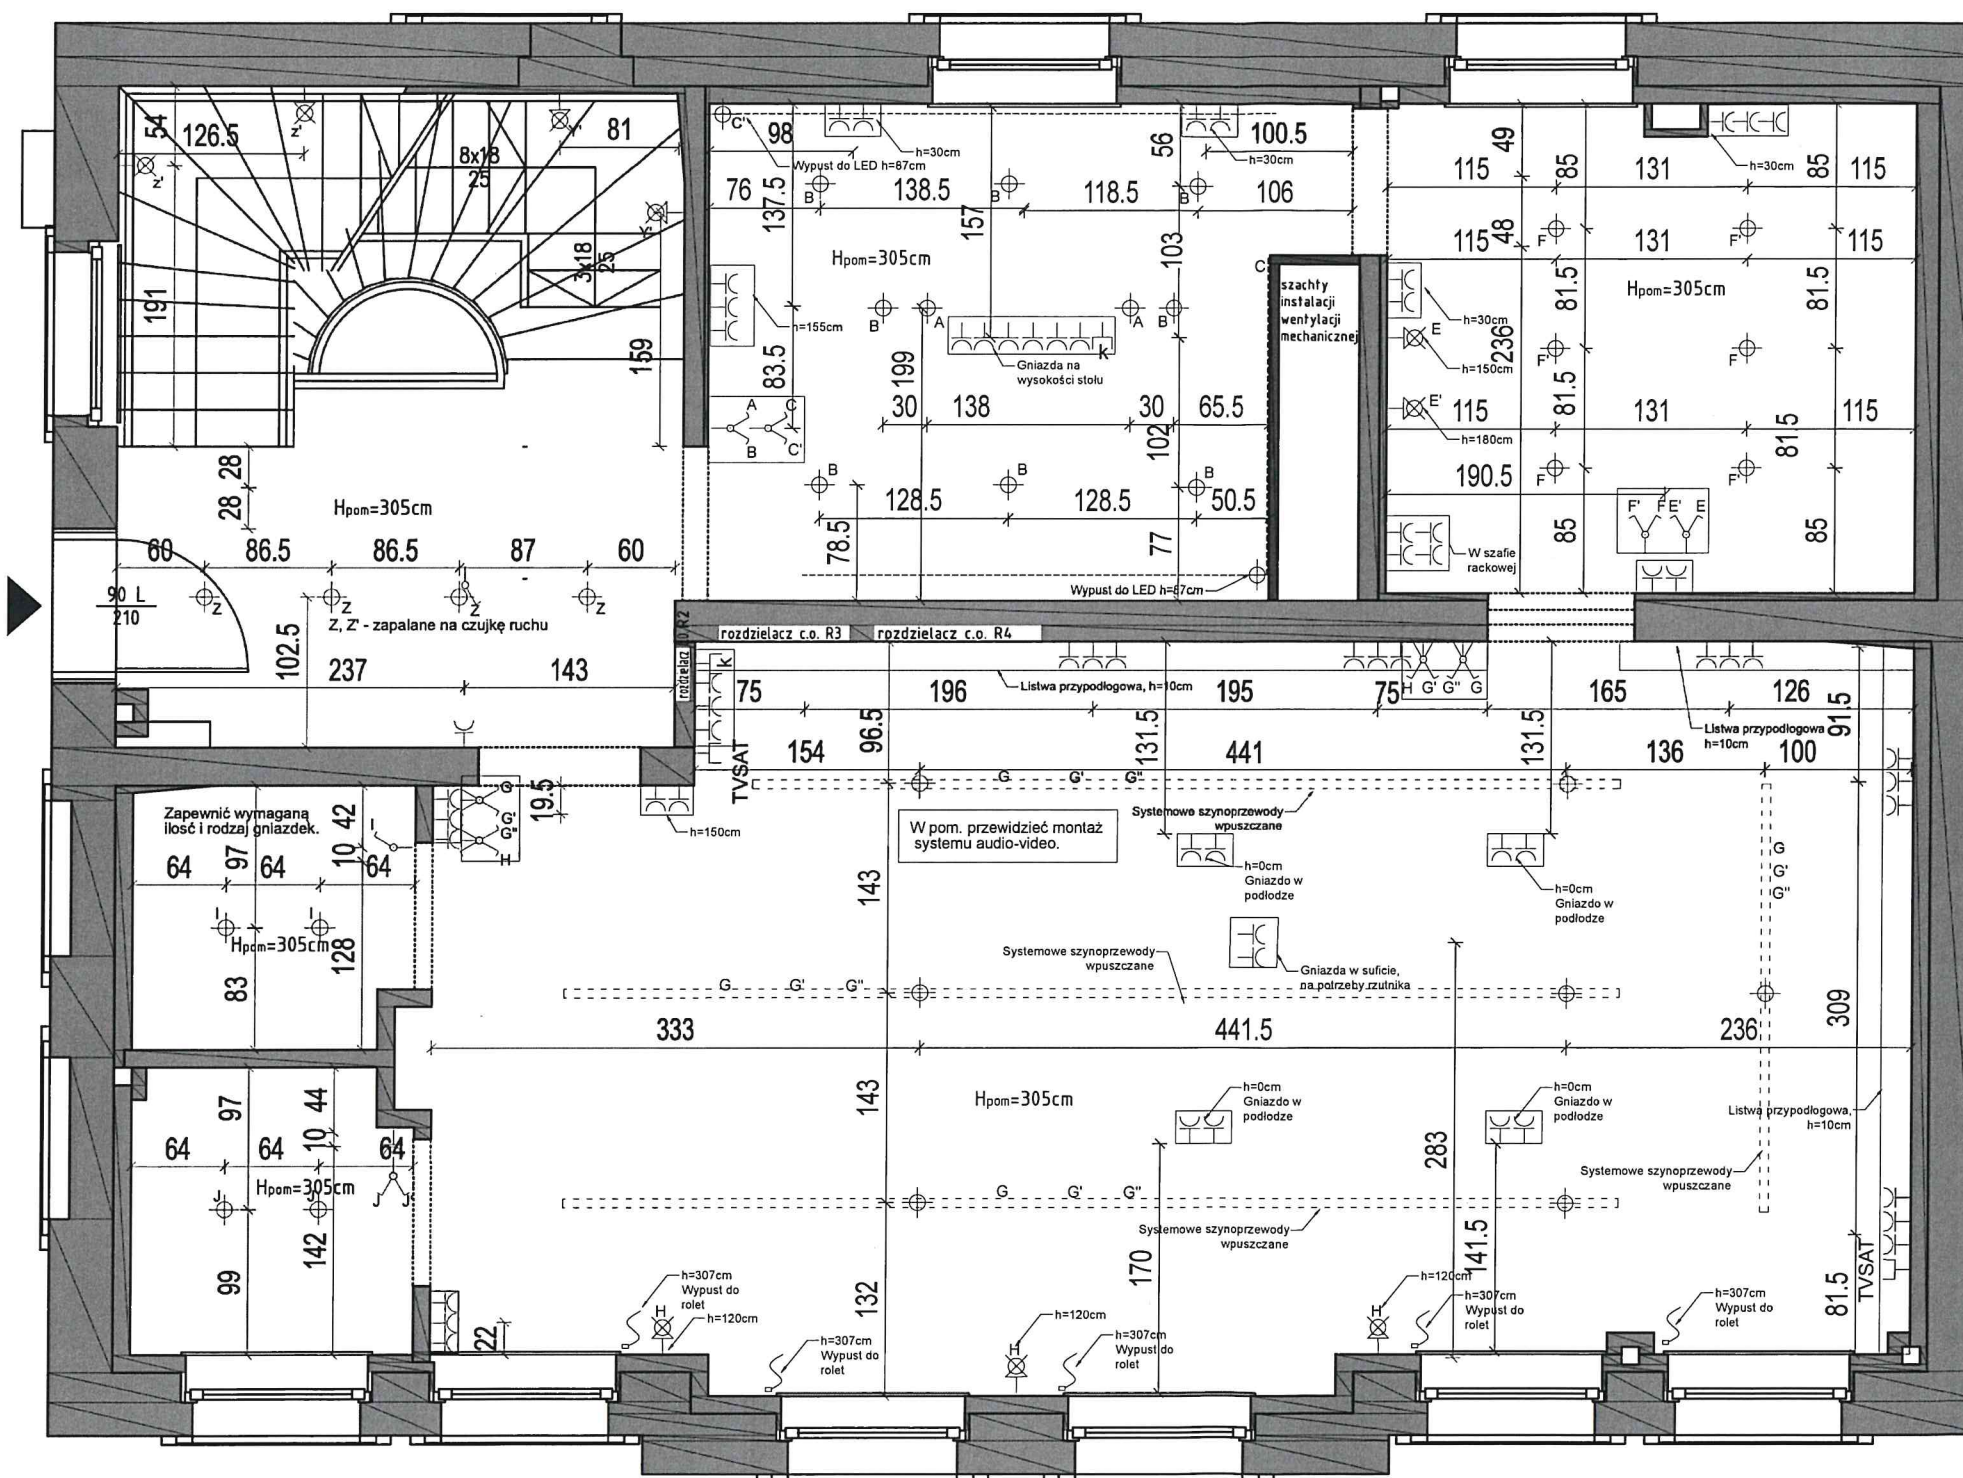 54
126.5
z'
z'
Y'
Y'
81
8x18
25
3x18
25
191
159
28
28
Hpom=305cm
60
86.5
86.5
87
60
90 L
210
Z
Z
Z
Z
Z, Z' - zapalane na czujkę ruchu
102.5
237
143
C'
98
h=30cm
Wypust do LED h=87cm
56
100.5
h=30cm
76
137.5
B
138.5
B
118.5
B
106
157
103
Hpom=305cm
C
h=155cm
83.5
B
A
A
B
199
k
Gniazda na
wysokości stołu
30
138
30
65.5
A
C
B
C'
102
B
B
B
128.5
128.5
50.5
78.5
77
Wypust do LED h=87cm
szachty
instalacji
wentylacji
mechanicznej
49
115
85
131
h=30cm
85
115
48
115
F
131
F'
115
81.5
Hpom=305cm
81.5
h=30cm
E
236
h=150cm
F'
F
E'
115
81.5
131
81.5
115
h=180cm
190.5
F
F'
F'
F
E'
E
W szafie
rackowej
85
85
rozdzielacz c.o. R3
rozdzielacz c.o. R4
k
75
Listwa przypodłogowa, h=10cm
196
195
75
H
G'
G"
G
165
126
91.5
96.5
131.5
131.5
Listwa przypodłogowa
h=10cm
154
441
136
100
TVSAT
G
G'
G"
Systemowe szynoprzewody
wpuszczane
W pom. przewidzieć montaż
systemu audio-video.
G
G'
G"
H
19.5
h=150cm
Zapewnić wymaganą
ilość i rodzaj gniazdek.
42
I
97
10
64
64
64
I
I
Hpom=305cm
83
128
143
h=0cm
Gniazdo w
podłodze
h=0cm
Gniazdo w
podłodze
G
G'
G"
Systemowe szynoprzewody
wpuszczane
Gniazda w suficie,
na potrzeby rzutnika
G
G'
G"
309
333
441.5
236
Hpom=305cm
143
h=0cm
Gniazdo w
podłodze
h=0cm
Gniazdo w
podłodze
Listwa przypodłogowa,
h=10cm
283
97
44
10
64
64
64
J
J
J
Hpom=305cm
99
142
G
G'
G"
Systemowe szynoprzewody
wpuszczane
Systemowe szynoprzewody
wpuszczane
141.5
170
132
81.5
TVSAT
22
h=307cm
Wypust do
rolet
H
h=120cm
h=307cm
Wypust do
rolet
H
h=120cm
h=307cm
Wypust do
rolet
H
h=120cm
h=307cm
Wypust do
rolet
h=307cm
Wypust do
rolet